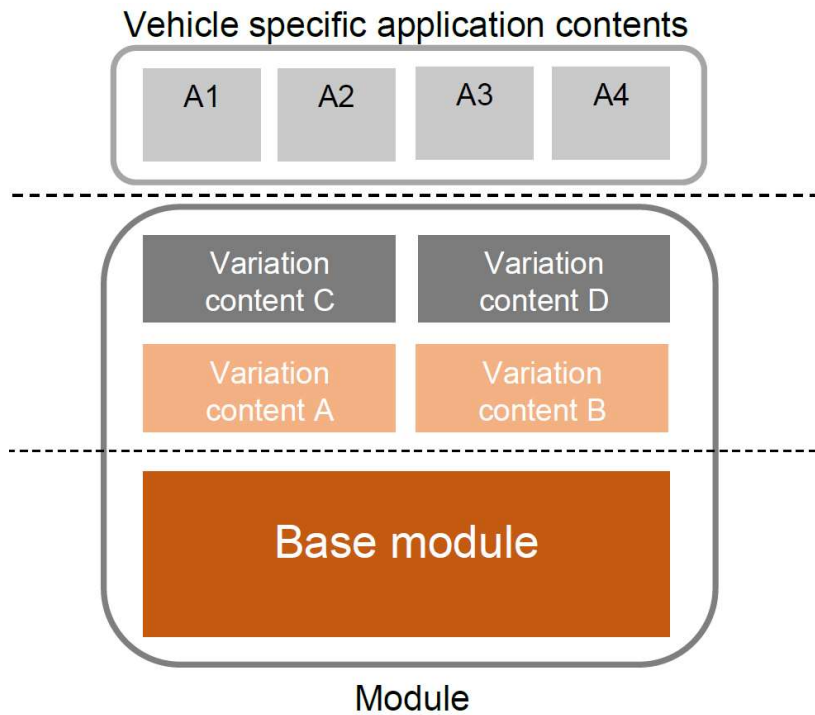 Vehicle specific application contents
A1 A2 A3 A4
Variation content C
Variation content D
Variation content A
Variation content B
Base module
Module